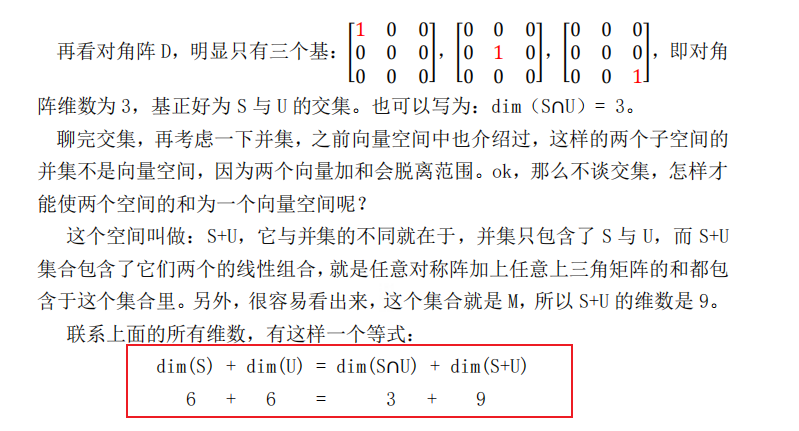 再看对角阵 D，明显只有三个基：[1 0 0; 0 0 0; 0 0 0]，[0 0 0; 0 1 0; 0 0 0]，[0 0 0; 0 0 0; 0 0 1]，即对角
阵维数为 3，基正好为 S 与 U 的交集。也可以写为：dim（S∩U）= 3。
聊完交集，再考虑一下并集，之前向量空间中也介绍过，这样的两个子空间的
并集不是向量空间，因为两个向量加和会脱离范围。ok，那么不谈交集，怎样才
能使两个空间的和为一个向量空间呢？
这个空间叫做：S+U，它与并集的不同就在于，并集只包含了 S 与 U，而 S+U
集合包含了它们两个的线性组合，就是任意对称阵加上任意上三角矩阵的和都包
含于这个集合里。另外，很容易看出来，这个集合就是 M，所以 S+U 的维数是 9。
联系上面的所有维数，有这样一个等式：
dim(S) + dim(U) = dim(S∩U) + dim(S+U)
6 + 6 = 3 + 9